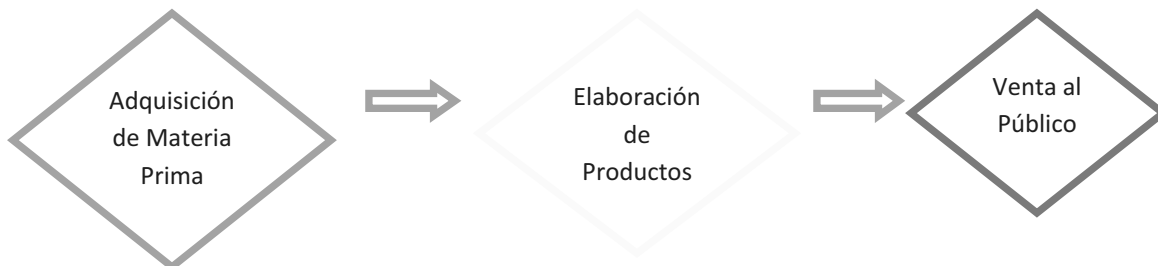 Adquisición
de Materia
Prima
Elaboración
de
Productos
Venta al
Público